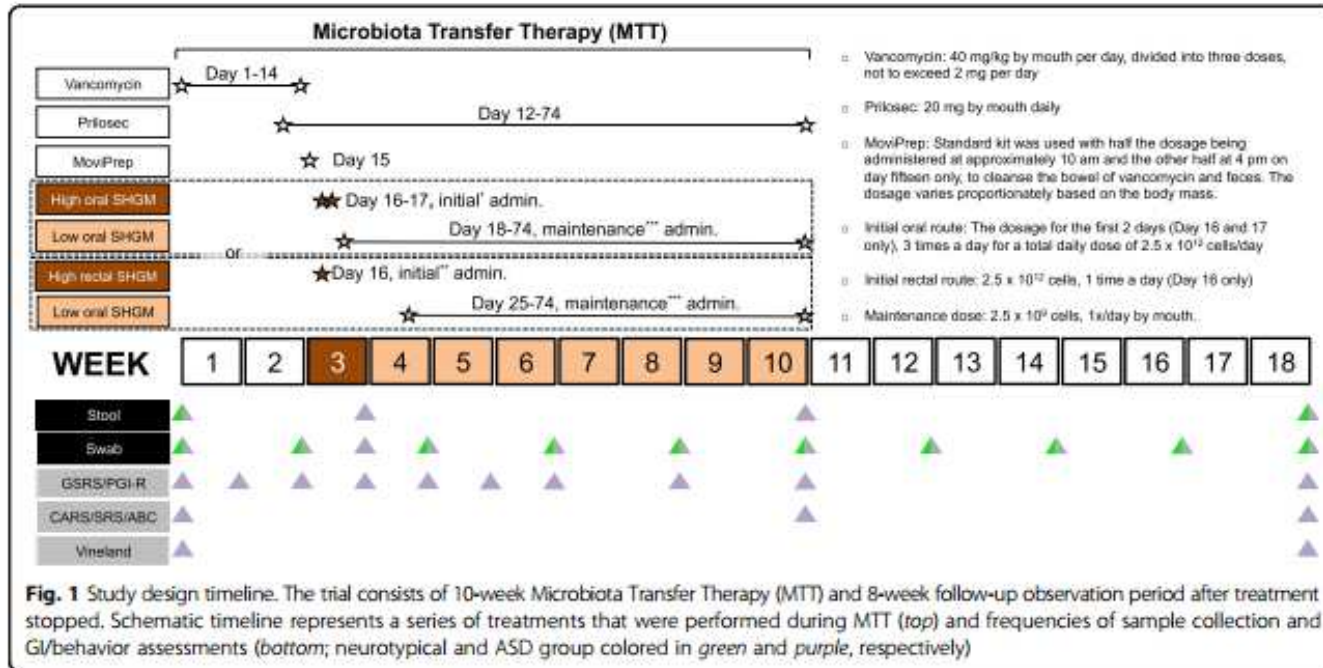 Microbiota Transfer Therapy (MTT)
Vancomycin
Day 1-14
Prilosec
Day 12-74
MoviPrep
Day 15
High oral SHGM
Day 16-17, initial* admin.
Low oral SHGM
Day 18-74, maintenance*** admin.
or
High rectal SHGM
Day 16, initial** admin.
Low oral SHGM
Day 25-74, maintenance*** admin.
▫ Vancomycin: 40 mg/kg by mouth per day, divided into three doses,
not to exceed 2 mg per day
▫ Prilosec: 20 mg by mouth daily
▫ MoviPrep: Standard kit was used with half the dosage being
administered at approximately 10 am and the other half at 4 pm on
day fifteen only, to cleanse the bowel of vancomycin and feces. The
dosage varies proportionately based on the body mass.
▫ Initial oral route: The dosage for the first 2 days (Day 16 and 17
only), 3 times a day for a total daily dose of 2.5 x 10¹² cells/day
▫ Initial rectal route: 2.5 x 10¹² cells, 1 time a day (Day 16 only)
▫ Maintenance dose: 2.5 x 10⁹ cells, 1x/day by mouth.
WEEK 1 2 3 4 5 6 7 8 9 10 11 12 13 14 15 16 17 18
Stool
Swab
GSRS/PGI-R
CARS/SRS/ABC
Vineland
Fig. 1 Study design timeline. The trial consists of 10-week Microbiota Transfer Therapy (MTT) and 8-week follow-up observation period after treatment
stopped. Schematic timeline represents a series of treatments that were performed during MTT (top) and frequencies of sample collection and
GI/behavior assessments (bottom; neurotypical and ASD group colored in green and purple, respectively)